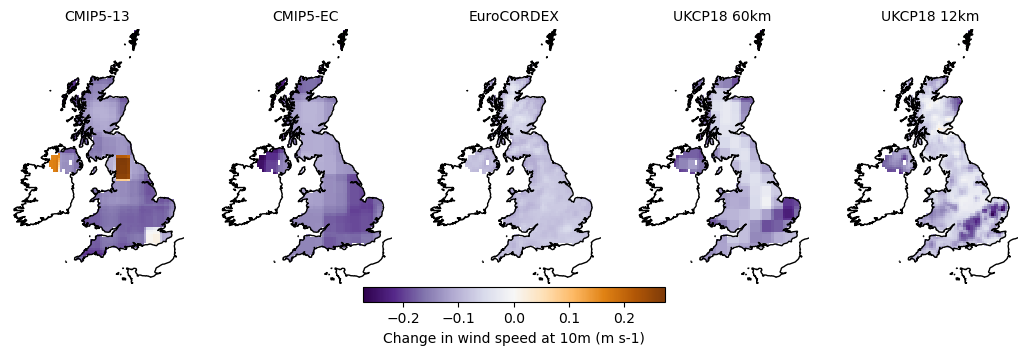 CMIP5-13 CMIP5-EC EuroCORDEX UKCP18 60km UKCP18 12km
−0.2 −0.1 0.0 0.1 0.2
Change in wind speed at 10m (m s-1)